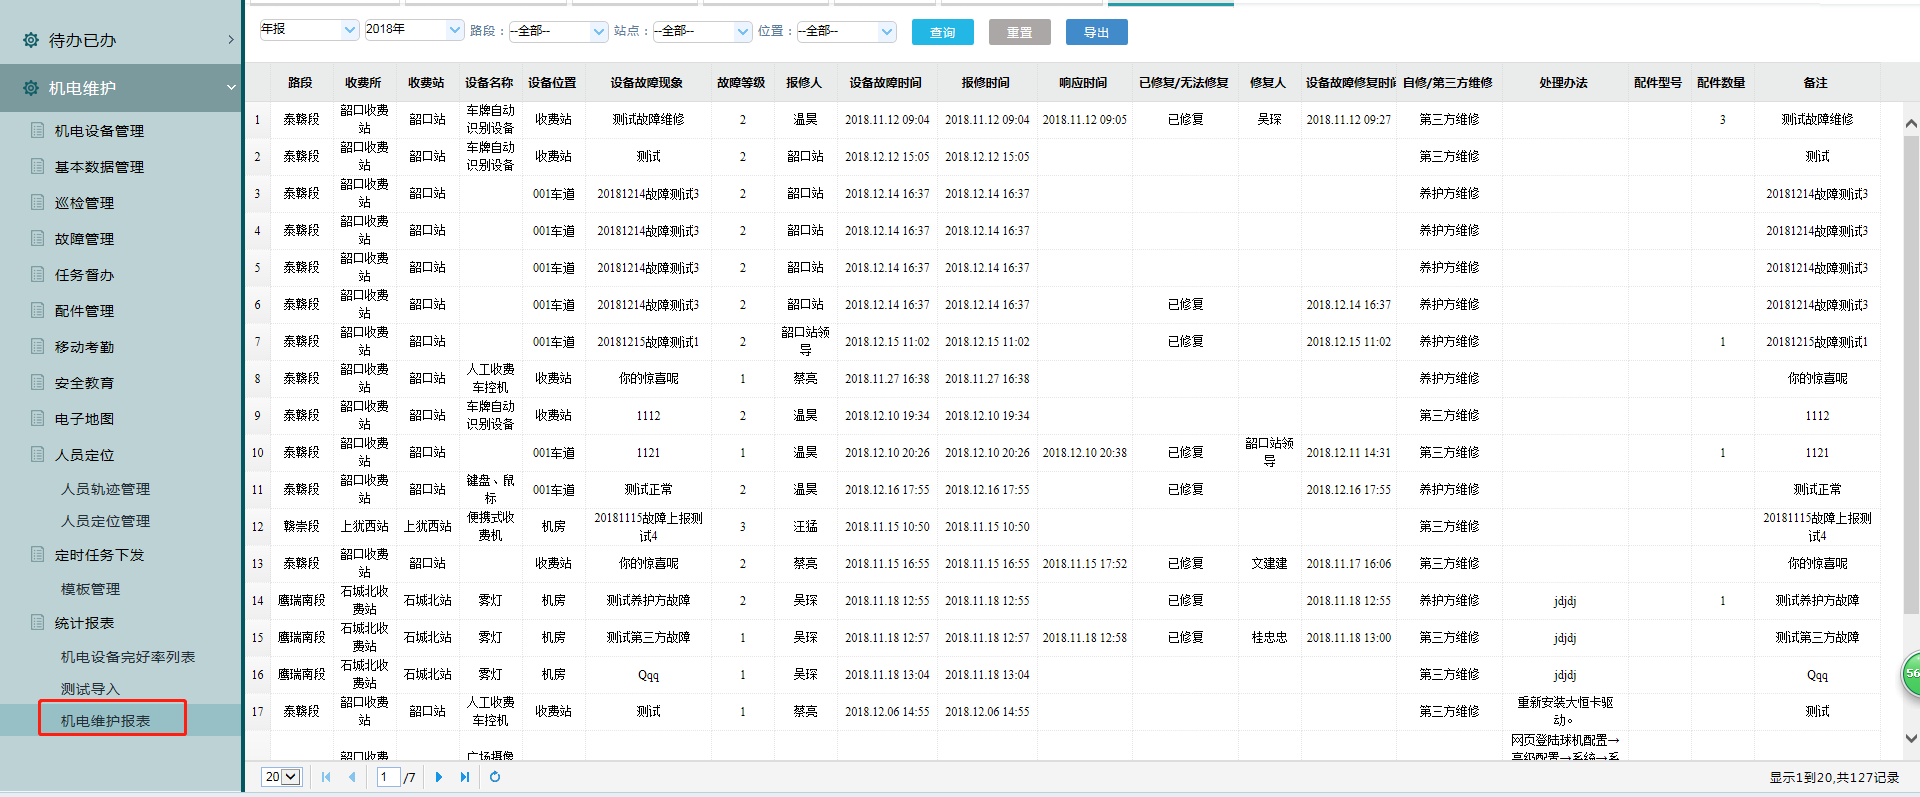 待办已办
机电维护
机电设备管理
基本数据管理
巡检管理
故障管理
任务督办
配件管理
移动考勤
安全教育
电子地图
人员定位
人员轨迹管理
人员定位管理
定时任务下发
模板管理
统计报表
机电设备完好率列表
测试导入
机电维护报表
年报 2018年 路段： --全部-- 站点： --全部-- 位置： --全部-- 查询 重置 导出
路段 收费所 收费站 设备名称 设备位置 设备故障现象 故障等级 报修人 设备故障时间 报修时间 响应时间 已修复/无法修复 修复人 设备故障修复时间 自修/第三方维修 处理办法 配件型号 配件数量 备注
1 泰赣段 韶口收费站 韶口站 车牌自动识别设备 收费站 测试故障维修 2 温昊 2018.11.12 09:04 2018.11.12 09:04 2018.11.12 09:05 已修复 吴琛 2018.11.12 09:27 第三方维修 3 测试故障维修
2 泰赣段 韶口收费站 韶口站 车牌自动识别设备 收费站 测试 2 韶口站 2018.12.12 15:05 2018.12.12 15:05 第三方维修 测试
3 泰赣段 韶口收费站 韶口站 001车道 20181214故障测试3 2 韶口站 2018.12.14 16:37 2018.12.14 16:37 养护方维修 20181214故障测试3
4 泰赣段 韶口收费站 韶口站 001车道 20181214故障测试3 2 韶口站 2018.12.14 16:37 2018.12.14 16:37 养护方维修 20181214故障测试3
5 泰赣段 韶口收费站 韶口站 001车道 20181214故障测试3 2 韶口站 2018.12.14 16:37 2018.12.14 16:37 养护方维修 20181214故障测试3
6 泰赣段 韶口收费站 韶口站 001车道 20181214故障测试3 2 韶口站 2018.12.14 16:37 2018.12.14 16:37 已修复 2018.12.14 16:37 养护方维修 20181214故障测试3
7 泰赣段 韶口收费站 韶口站 001车道 20181215故障测试1 2 韶口站领导 2018.12.15 11:02 2018.12.15 11:02 已修复 2018.12.15 11:02 养护方维修 1 20181215故障测试1
8 泰赣段 韶口收费站 韶口站 人工收费车控机 收费站 你的惊喜呢 1 蔡亮 2018.11.27 16:38 2018.11.27 16:38 养护方维修 你的惊喜呢
9 泰赣段 韶口收费站 韶口站 车牌自动识别设备 收费站 1112 2 温昊 2018.12.10 19:34 2018.12.10 19:34 第三方维修 1112
10 泰赣段 韶口收费站 韶口站 001车道 1121 1 温昊 2018.12.10 20:26 2018.12.10 20:26 2018.12.10 20:38 已修复 韶口站领导 2018.12.11 14:31 第三方维修 1 1121
11 泰赣段 韶口收费站 韶口站 键盘、鼠标 001车道 测试正常 2 温昊 2018.12.16 17:55 2018.12.16 17:55 已修复 2018.12.16 17:55 养护方维修 测试正常
12 赣崇段 上犹西站 上犹西站 便携式收费机 机房 20181115故障上报测试4 3 汪猛 2018.11.15 10:50 2018.11.15 10:50 第三方维修 20181115故障上报测试4
13 泰赣段 韶口收费站 韶口站 收费站 你的惊喜呢 2 蔡亮 2018.11.15 16:55 2018.11.15 16:55 2018.11.15 17:52 已修复 文建建 2018.11.17 16:06 第三方维修 你的惊喜呢
14 鹰瑞南段 石城北收费站 石城北站 雾灯 机房 测试养护方故障 2 吴琛 2018.11.18 12:55 2018.11.18 12:55 已修复 2018.11.18 12:55 养护方维修 jdjdj 1 测试养护方故障
15 鹰瑞南段 石城北收费站 石城北站 雾灯 机房 测试第三方故障 1 吴琛 2018.11.18 12:57 2018.11.18 12:57 2018.11.18 12:58 已修复 桂忠忠 2018.11.18 13:00 第三方维修 jdjdj 测试第三方故障
16 鹰瑞南段 石城北收费站 石城北站 雾灯 机房 Qqq 1 吴琛 2018.11.18 13:04 2018.11.18 13:04 第三方维修 jdjdj Qqq
17 泰赣段 韶口收费站 韶口站 人工收费车控机 收费站 测试 1 蔡亮 2018.12.06 14:55 2018.12.06 14:55 第三方维修 重新安装大恒卡驱动。 测试
韶口收费 广场摄像 网页登陆球机配置→高级配置→系统→系
20 1 /7 显示1到20,共127记录
56